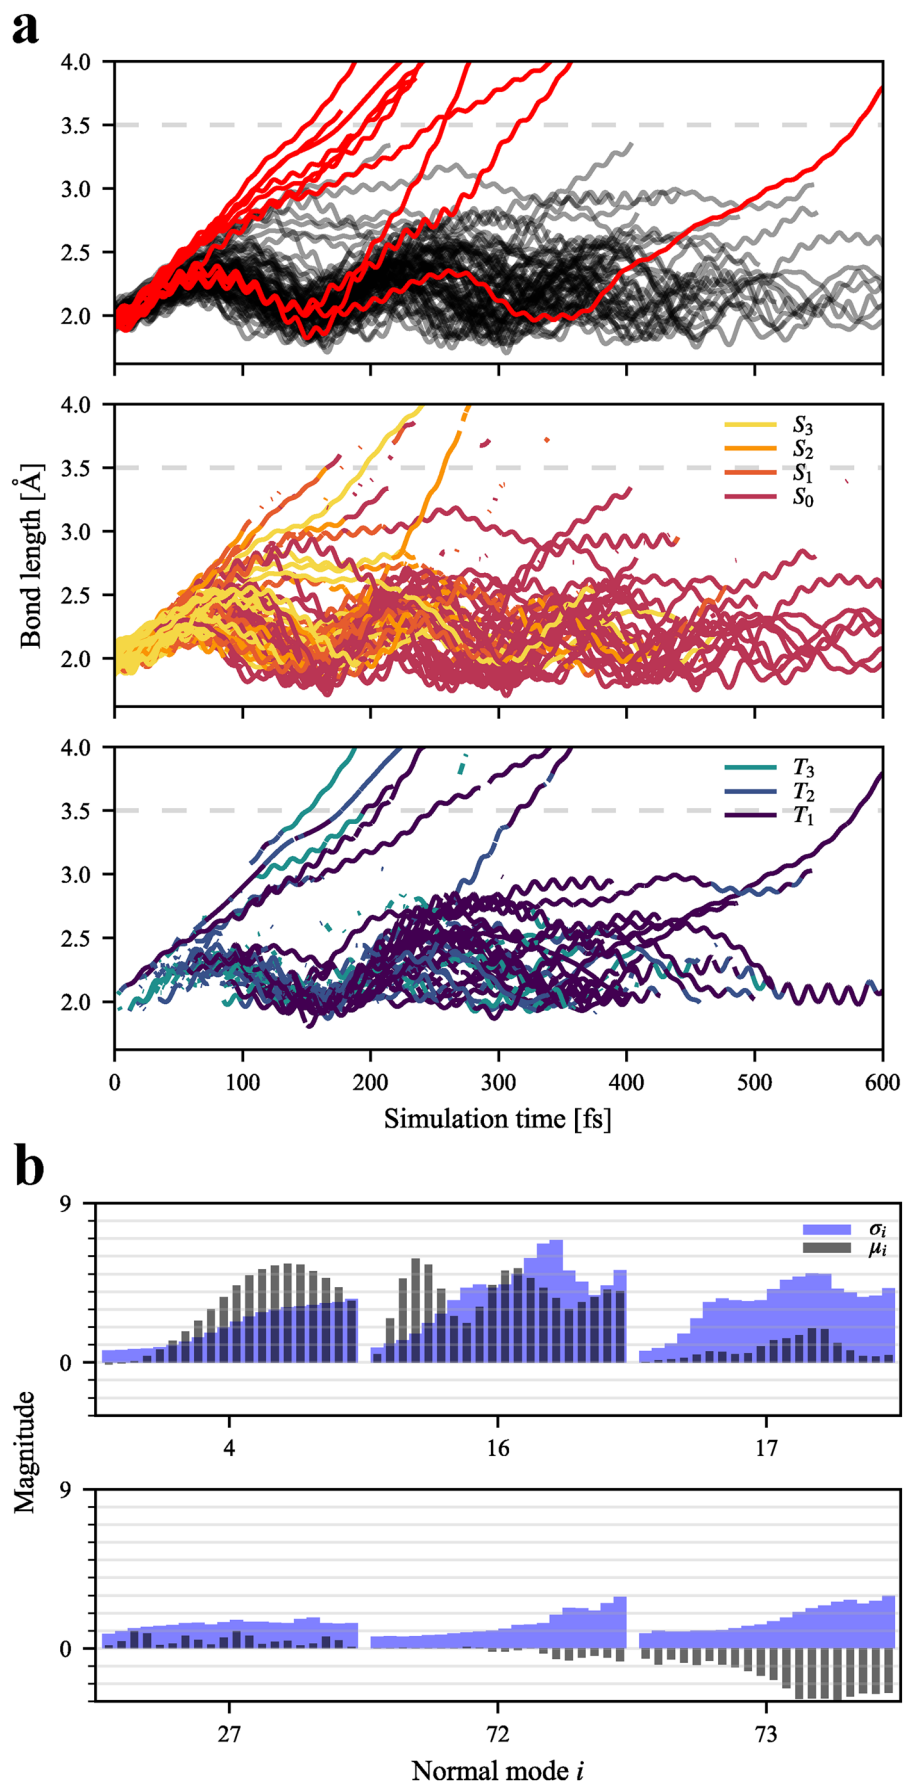 a
4.0
3.5
3.0
2.5
2.0
4.0
3.5
3.0
2.5
2.0
Bond length [Å]
S3
S2
S1
S0
4.0
3.5
3.0
2.5
2.0
T3
T2
T1
0 100 200 300 400 500 600
Simulation time [fs]
b
9
0
σi
μi
4 16 17
Magnitude
9
0
27 72 73
Normal mode i